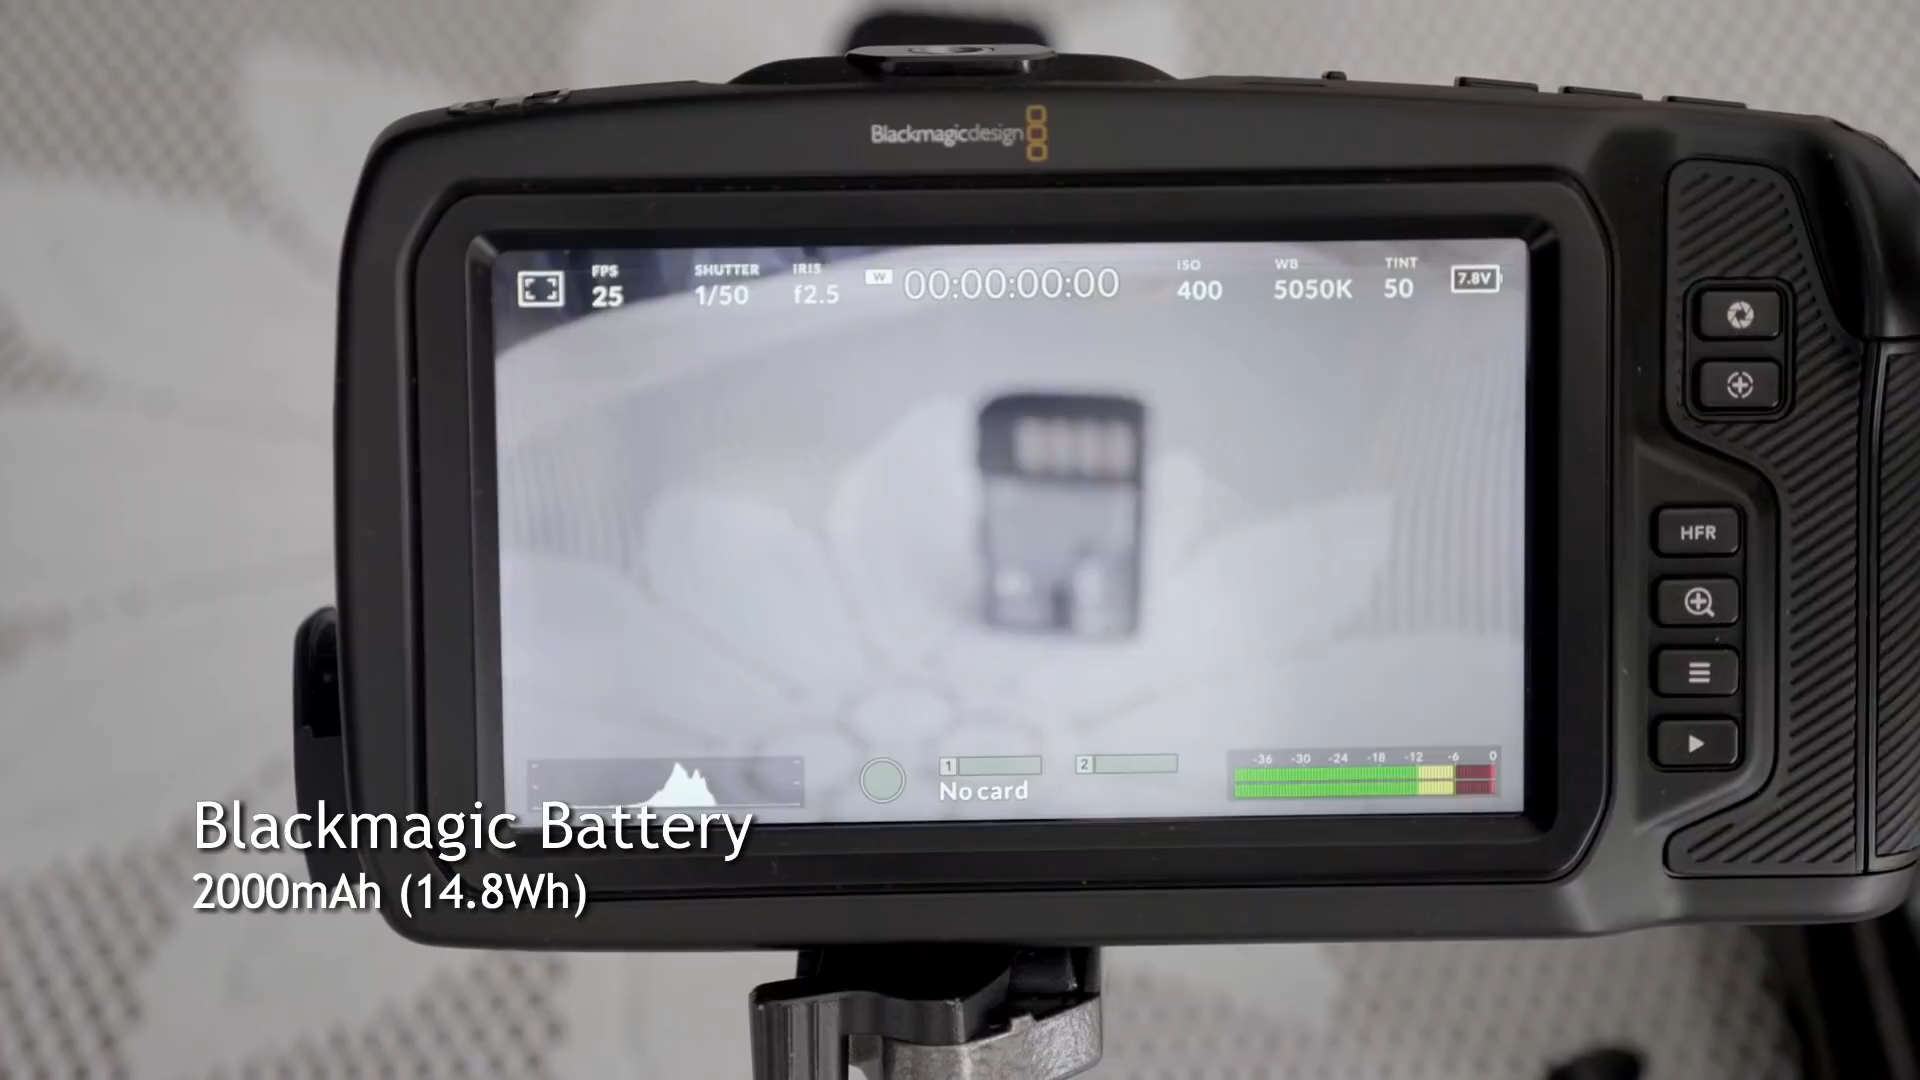 Blackmagicdesign
FPS
25
SHUTTER
1/50
IRIS
f2.5
W
00:00:00:00
ISO
400
WB
5050K
TINT
50
7.8V
HFR
1
No card
2
-36 -30 -24 -18 -12 -6 0
Blackmagic Battery
2000mAh (14.8Wh)